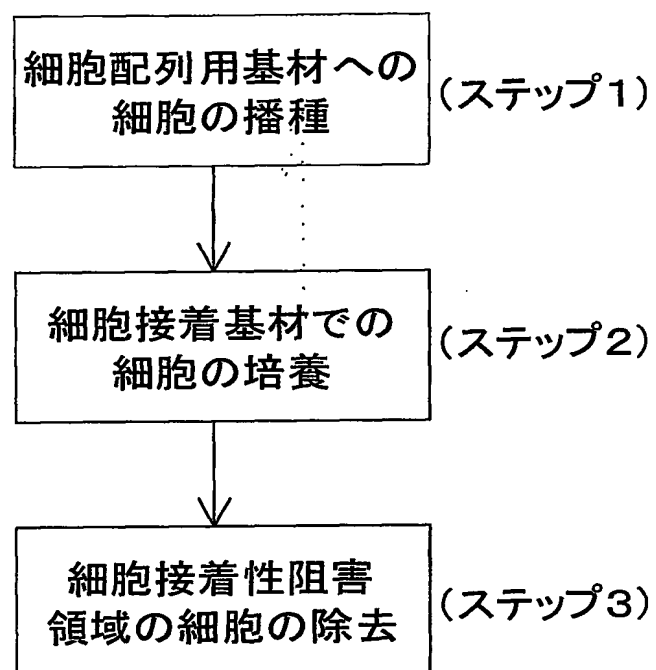 細胞配列用基材への
細胞の播種
(ステップ1)
細胞接着基材での
細胞の培養
(ステップ2)
細胞接着性阻害
領域の細胞の除去
(ステップ3)